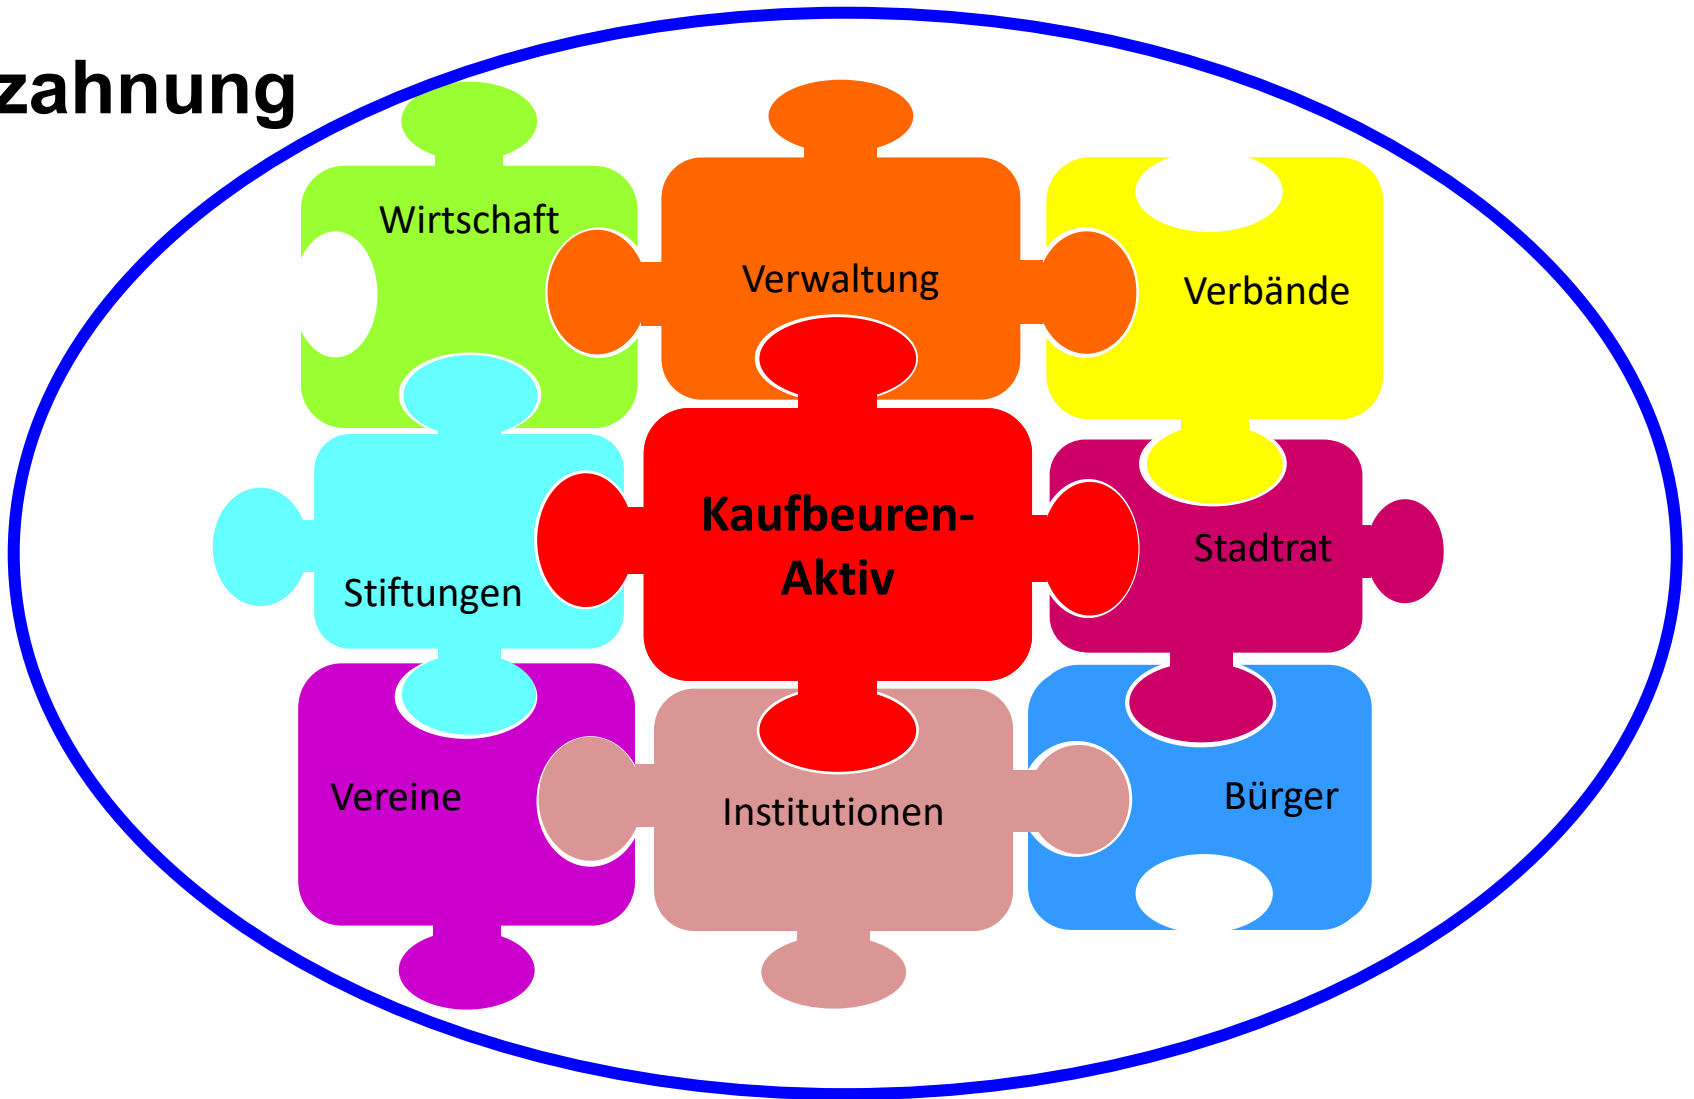 zahnung
Wirtschaft
Verwaltung
Verbände
Stiftungen
Kaufbeuren-
Aktiv
Stadtrat
Vereine
Institutionen
Bürger